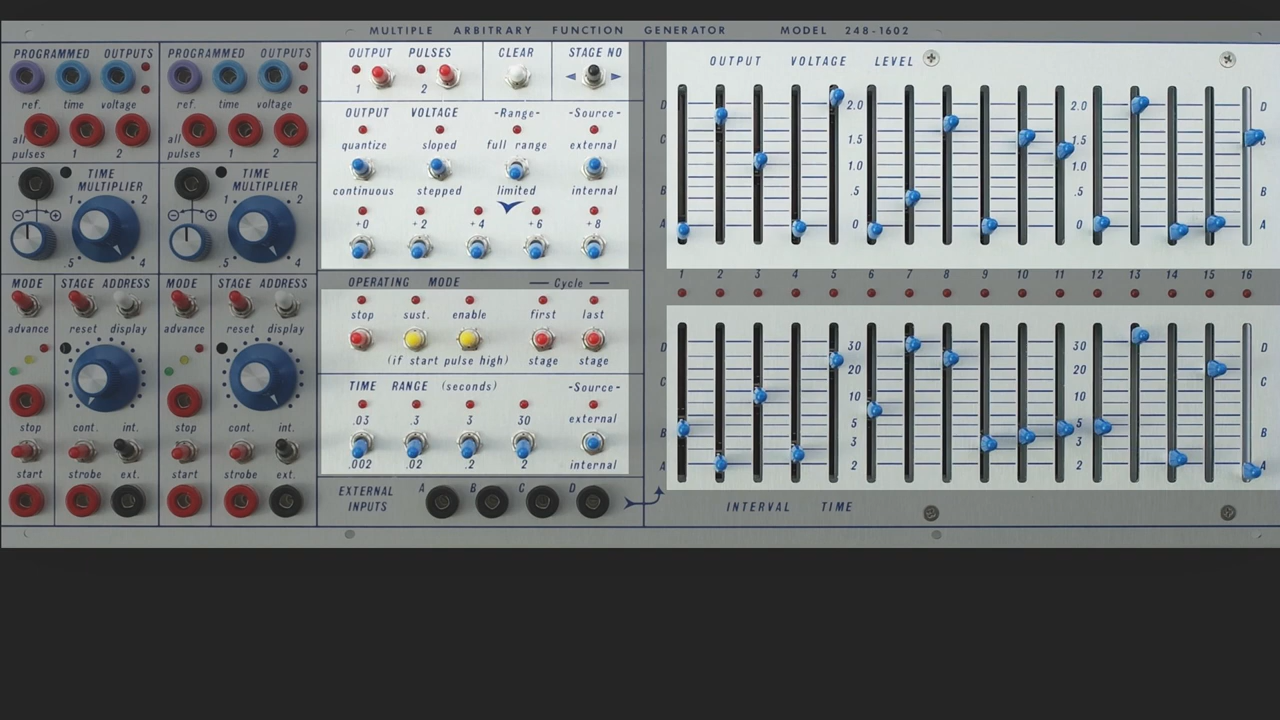 MULTIPLE ARBITRARY FUNCTION GENERATOR MODEL 248-1602
PROGRAMMED OUTPUTS
ref. time voltage
all pulses 1 2
TIME MULTIPLIER
1 2
.5 4
MODE STAGE ADDRESS
advance reset display
stop cont. int.
start strobe ext.
PROGRAMMED OUTPUTS
ref. time voltage
all pulses 1 2
TIME MULTIPLIER
1 2
.5 4
MODE STAGE ADDRESS
advance reset display
stop cont. int.
start strobe ext.
OUTPUT PULSES CLEAR STAGE NO
1 2
OUTPUT VOLTAGE -Range- -Source-
quantize sloped full range external
continuous stepped limited internal
+0 +2 +4 +6 +8
OPERATING MODE — Cycle —
stop sust. enable first last
(if start pulse high) stage stage
TIME RANGE (seconds) -Source-
.03 .3 3 30 external
.002 .02 .2 2 internal
EXTERNAL INPUTS A B C D
OUTPUT VOLTAGE LEVEL
D 2.0 2.0 D
C 1.5 1.5 C
1.0 1.0
B .5 .5 B
A 0 0 A
1 2 3 4 5 6 7 8 9 10 11 12 13 14 15 16
D 30 30 D
C 20 20 C
10 10
B 5 5 B
3 3
A 2 2 A
INTERVAL TIME